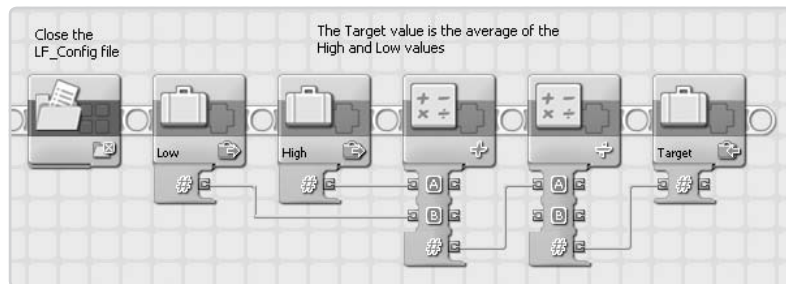 Close the
LF_Config file
The Target value is the average of the
High and Low values
+ −
× ÷
+ −
× ÷
Low
High
+
÷
Target
#
#
A
A
#
B
B
#
#